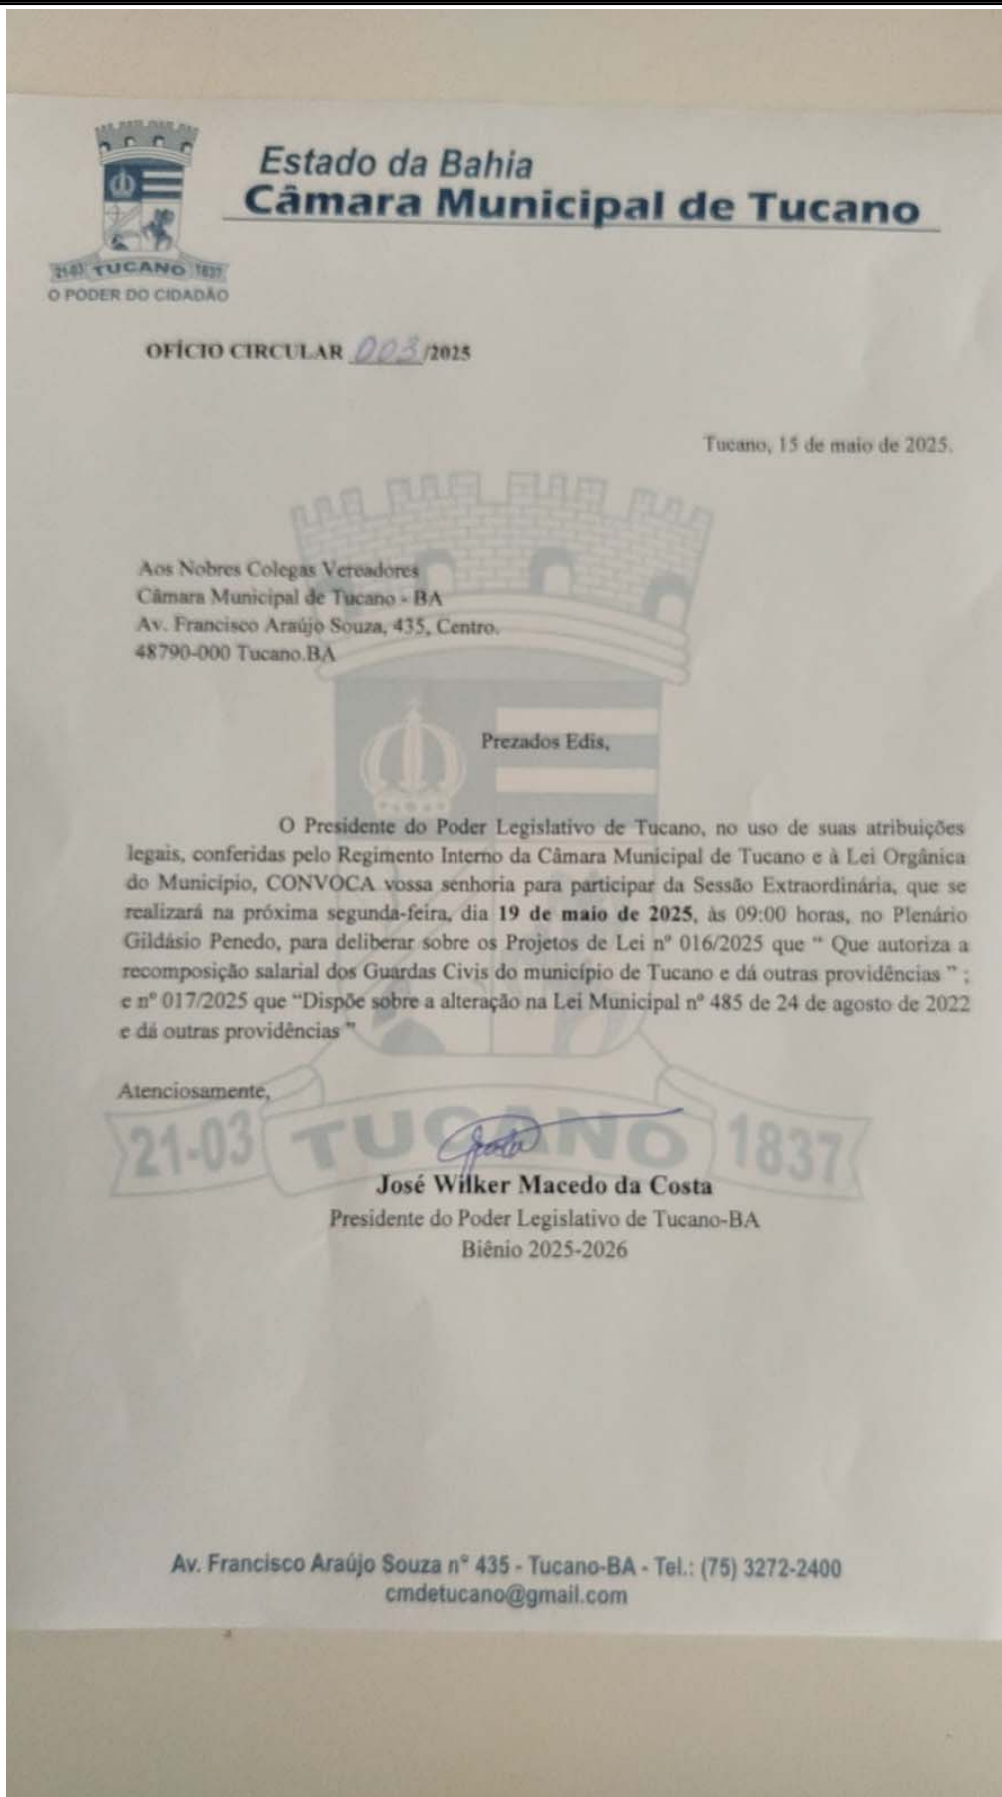 Estado da Bahia
Câmara Municipal de Tucano
21-03 TUCANO 1837
O PODER DO CIDADÃO
OFÍCIO CIRCULAR 003/2025
Tucano, 15 de maio de 2025.
Aos Nobres Colegas Vereadores
Câmara Municipal de Tucano - BA
Av. Francisco Araújo Souza, 435, Centro.
48790-000 Tucano.BA
Prezados Edis,
O Presidente do Poder Legislativo de Tucano, no uso de suas atribuições
legais, conferidas pelo Regimento Interno da Câmara Municipal de Tucano e à Lei Orgânica
do Município, CONVOCA vossa senhoria para participar da Sessão Extraordinária, que se
realizará na próxima segunda-feira, dia 19 de maio de 2025, às 09:00 horas, no Plenário
Gildásio Penedo, para deliberar sobre os Projetos de Lei nº 016/2025 que “ Que autoriza a
recomposição salarial dos Guardas Civis do município de Tucano e dá outras providências ” ;
e nº 017/2025 que “Dispõe sobre a alteração na Lei Municipal nº 485 de 24 de agosto de 2022
e dá outras providências ”
Atenciosamente,
21-03 TUCANO 1837
José Wilker Macedo da Costa
Presidente do Poder Legislativo de Tucano-BA
Biênio 2025-2026
Av. Francisco Araújo Souza n° 435 - Tucano-BA - Tel.: (75) 3272-2400
cmdetucano@gmail.com